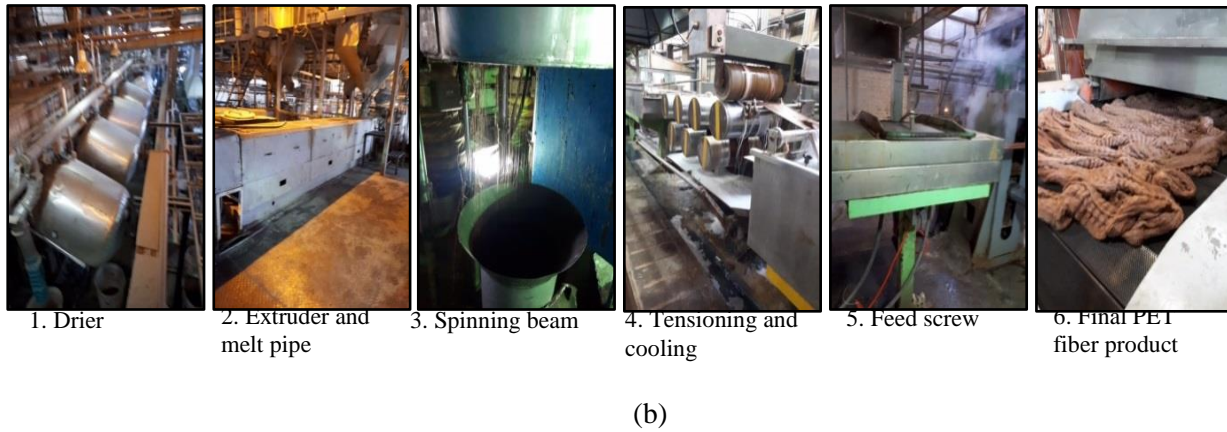 1. Drier
2. Extruder and
melt pipe
3. Spinning beam
4. Tensioning and
cooling
5. Feed screw
6. Final PET
fiber product
(b)